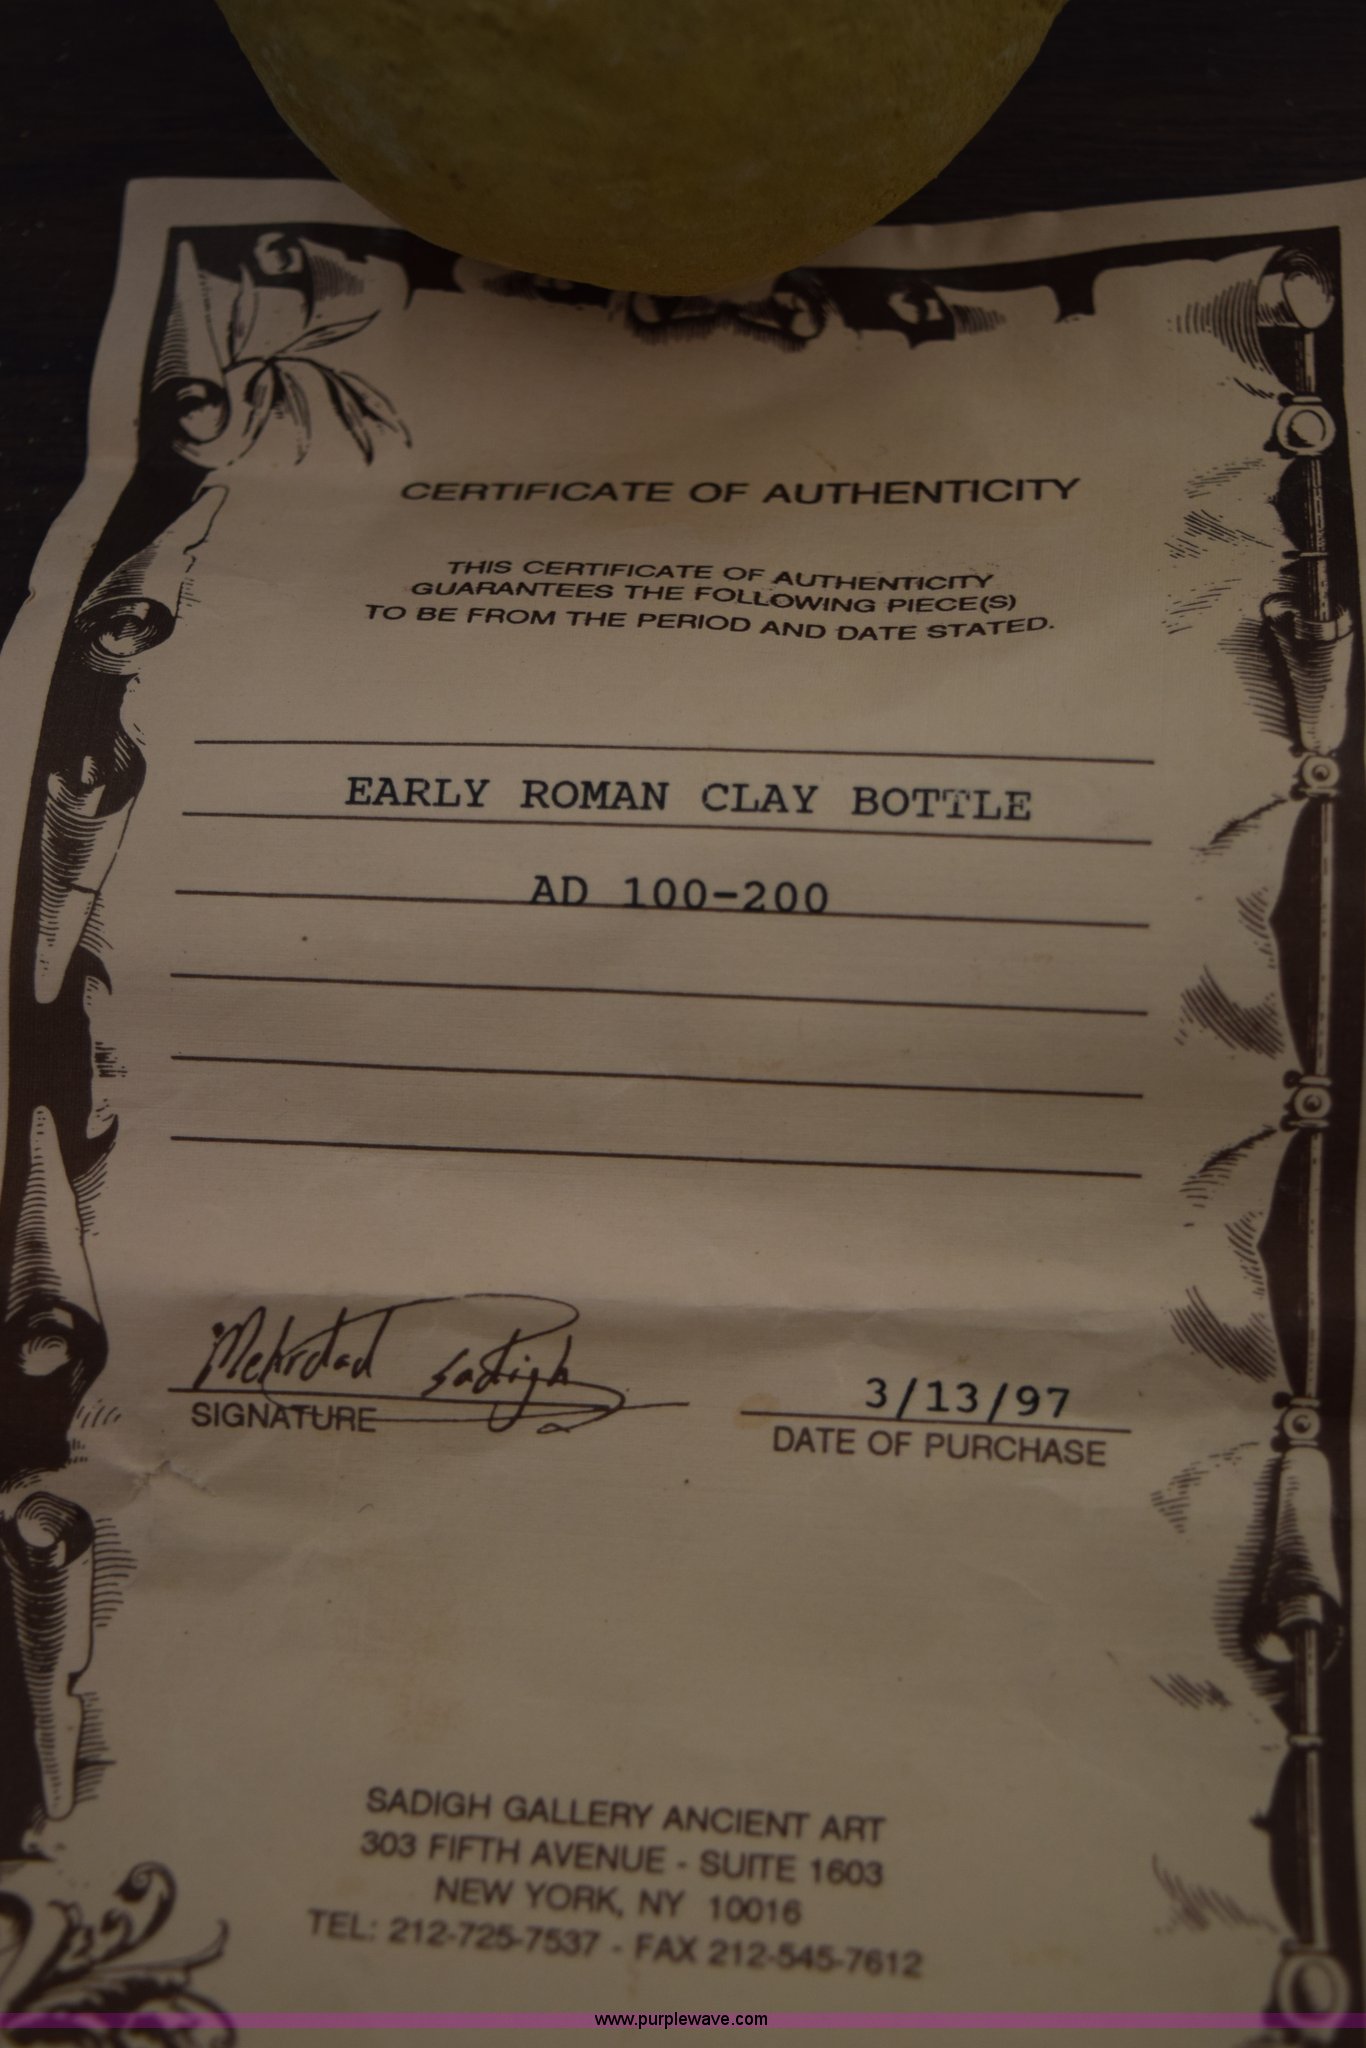 CERTIFICATE OF AUTHENTICITY
THIS CERTIFICATE OF AUTHENTICITY
GUARANTEES THE FOLLOWING PIECE(S)
TO BE FROM THE PERIOD AND DATE STATED.
EARLY ROMAN CLAY BOTTLE
AD 100-200
Mehrdad Sadigh
3/13/97
SIGNATURE
DATE OF PURCHASE
SADIGH GALLERY ANCIENT ART
303 FIFTH AVENUE - SUITE 1603
NEW YORK, NY 10016
TEL: 212-725-7537 - FAX 212-545-7612
www.purplewave.com